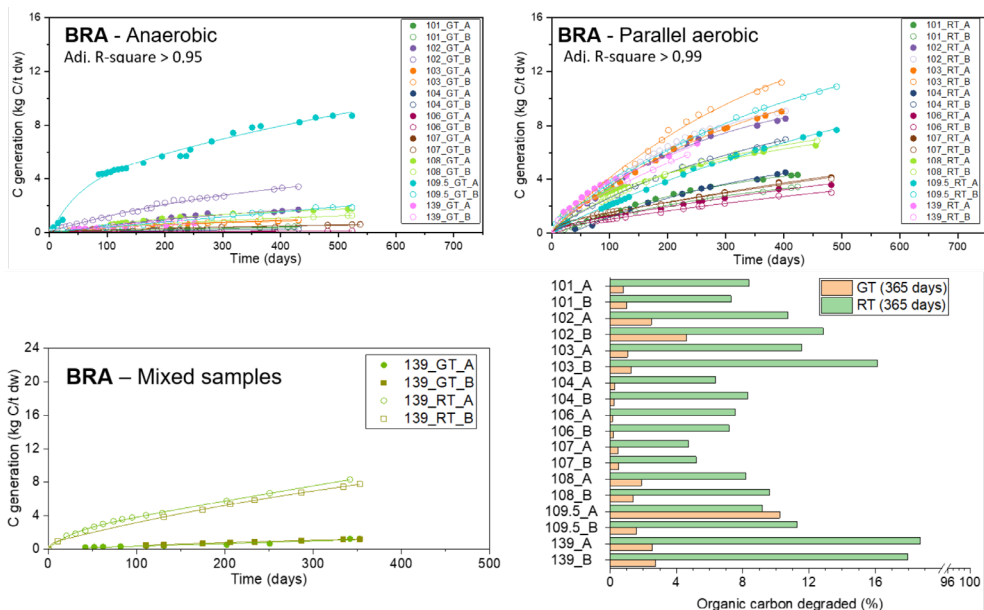 BRA - Anaerobic
Adj. R-square > 0.95
C generation (kg C/t dw)
16
12
8
4
0
0 100 200 300 400 500 600 700
Time (days)
101_GT_A
101_GT_B
102_GT_A
102_GT_B
103_GT_A
103_GT_B
104_GT_A
104_GT_B
106_GT_A
106_GT_B
107_GT_A
107_GT_B
108_GT_A
108_GT_B
109.5_GT_A
109.5_GT_B
139_GT_A
139_GT_B
BRA - Parallel aerobic
Adj. R-square > 0,99
C generation (kg C/t dw)
16
12
8
4
0
0 100 200 300 400 500 600 700
Time (days)
101_RT_A
101_RT_B
102_RT_A
102_RT_B
103_RT_A
103_RT_B
104_RT_A
104_RT_B
106_RT_A
106_RT_B
107_RT_A
107_RT_B
108_RT_A
108_RT_B
109.5_RT_A
109.5_RT_B
139_RT_A
139_RT_B
BRA – Mixed samples
C generation (kg C/t dw)
24
20
16
12
8
4
0
0 100 200 300 400 500
Time (days)
139_GT_A
139_GT_B
139_RT_A
139_RT_B
GT (365 days)
RT (365 days)
101_A
101_B
102_A
102_B
103_A
103_B
104_A
104_B
106_A
106_B
107_A
107_B
108_A
108_B
109.5_A
109.5_B
139_A
139_B
0 4 8 12 16 96 100
Organic carbon degraded (%)